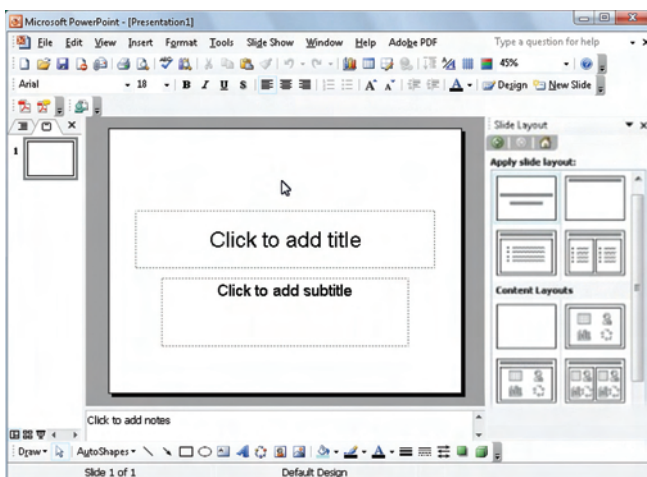 Microsoft PowerPoint - [Presentation1]
File Edit View Insert Format Tools Slide Show Window Help Adobe PDF Type a question for help
45%
Arial 18 B I U S A A A Design New Slide
Slide Layout
1
Apply slide layout:
Click to add title
Click to add subtitle
Content Layouts
Click to add notes
Draw AutoShapes A A
Slide 1 of 1 Default Design